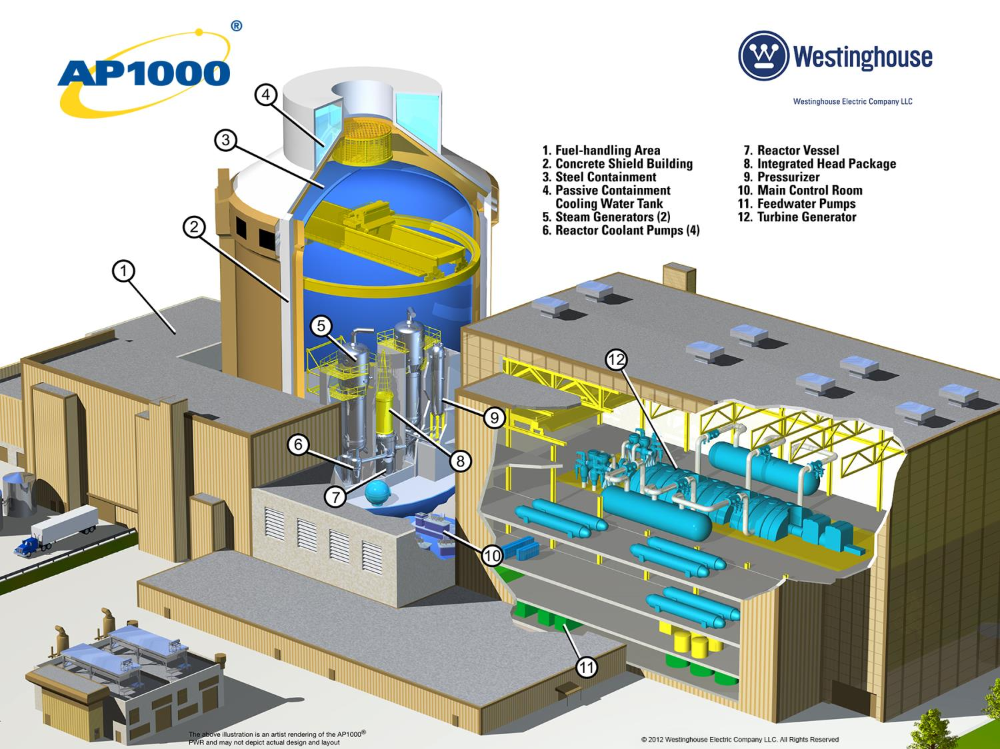 AP1000®
Westinghouse
Westinghouse Electric Company LLC
1. Fuel-handling Area
2. Concrete Shield Building
3. Steel Containment
4. Passive Containment
Cooling Water Tank
5. Steam Generators (2)
6. Reactor Coolant Pumps (4)
7. Reactor Vessel
8. Integrated Head Package
9. Pressurizer
10. Main Control Room
11. Feedwater Pumps
12. Turbine Generator
4
3
2
1
5
12
9
6
8
7
10
11
The above illustration is an artist rendering of the AP1000®
PWR and may not depict actual design and layout
© 2012 Westinghouse Electric Company LLC. All Rights Reserved